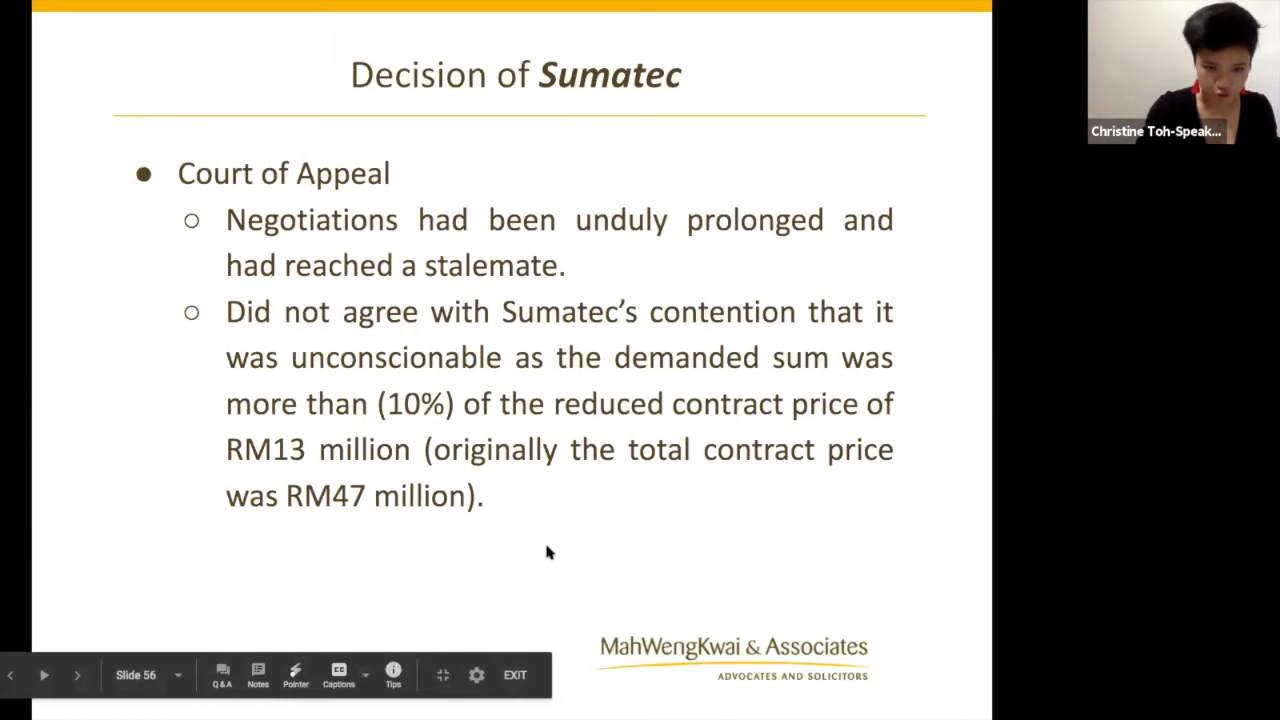 Decision of Sumatec
● Court of Appeal
○ Negotiations had been unduly prolonged and
had reached a stalemate.
○ Did not agree with Sumatec’s contention that it
was unconscionable as the demanded sum was
more than (10%) of the reduced contract price of
RM13 million (originally the total contract price
was RM47 million).
MahWengKwai & Associates
ADVOCATES AND SOLICITORS
Christine Toh-Speak...
Slide 56
Q & A
Notes
Pointer
CC
Captions
Tips
EXIT